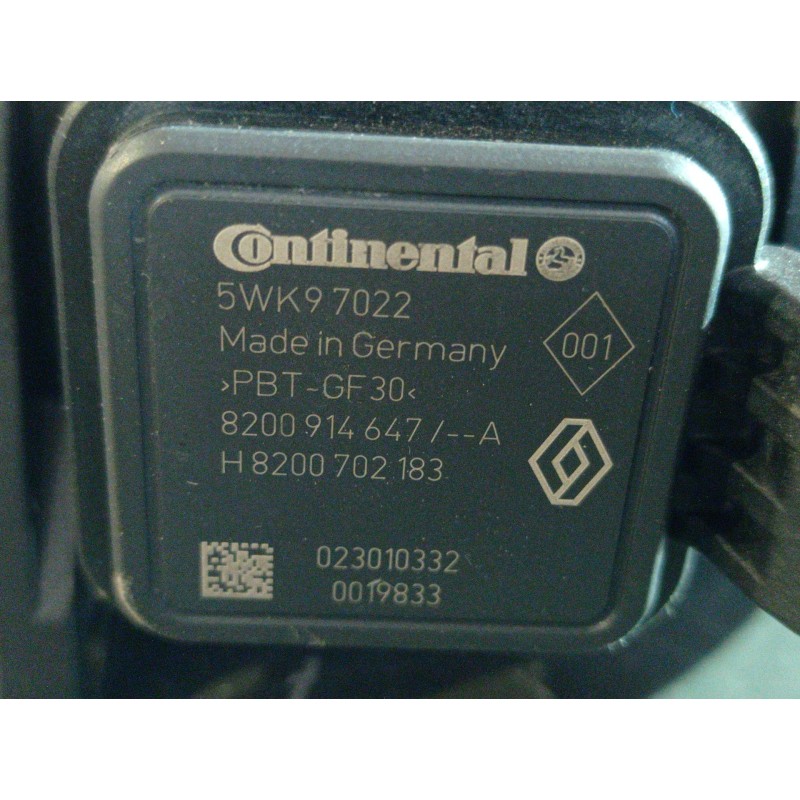 Continental
5WK9 7022
Made in Germany
001
>PBT-GF30<
8200 914 647 /--A
H 8200 702 183
023010332
0019833